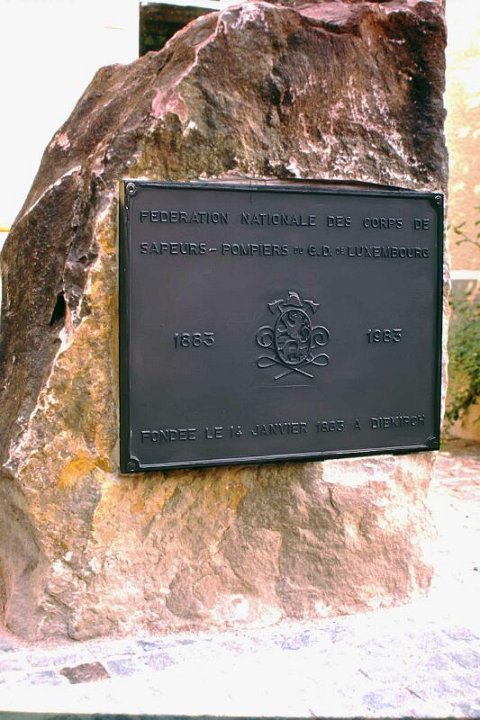 FEDERATION NATIONALE DES CORPS DE
SAPEURS-POMPIERS DU G.D. DE LUXEMBOURG
1883 1983
FONDEE LE 14 JANVIER 1883 A DIEKIRCH